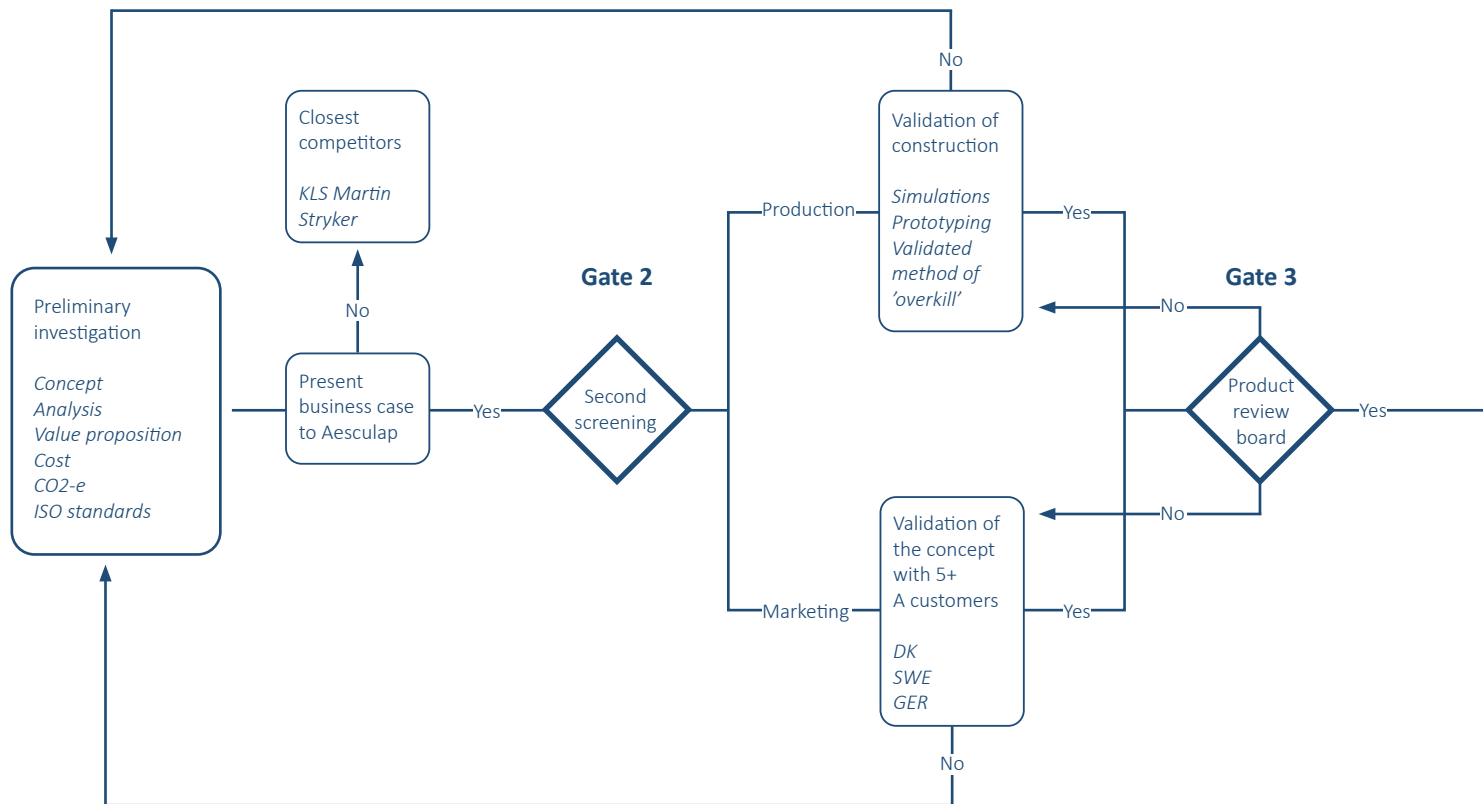 No
Closest
competitors
KLS Martin
Stryker
Validation of
construction
Simulations
Prototyping
Validated
method of
’overkill’
Production
Yes
Gate 2
Gate 3
Preliminary
investigation
Concept
Analysis
Value proposition
Cost
CO2-e
ISO standards
No
Present
business case
to Aesculap
Yes
Second
screening
No
Product
review
board
Yes
No
Marketing
Validation of
the concept
with 5+
A customers
DK
SWE
GER
Yes
No